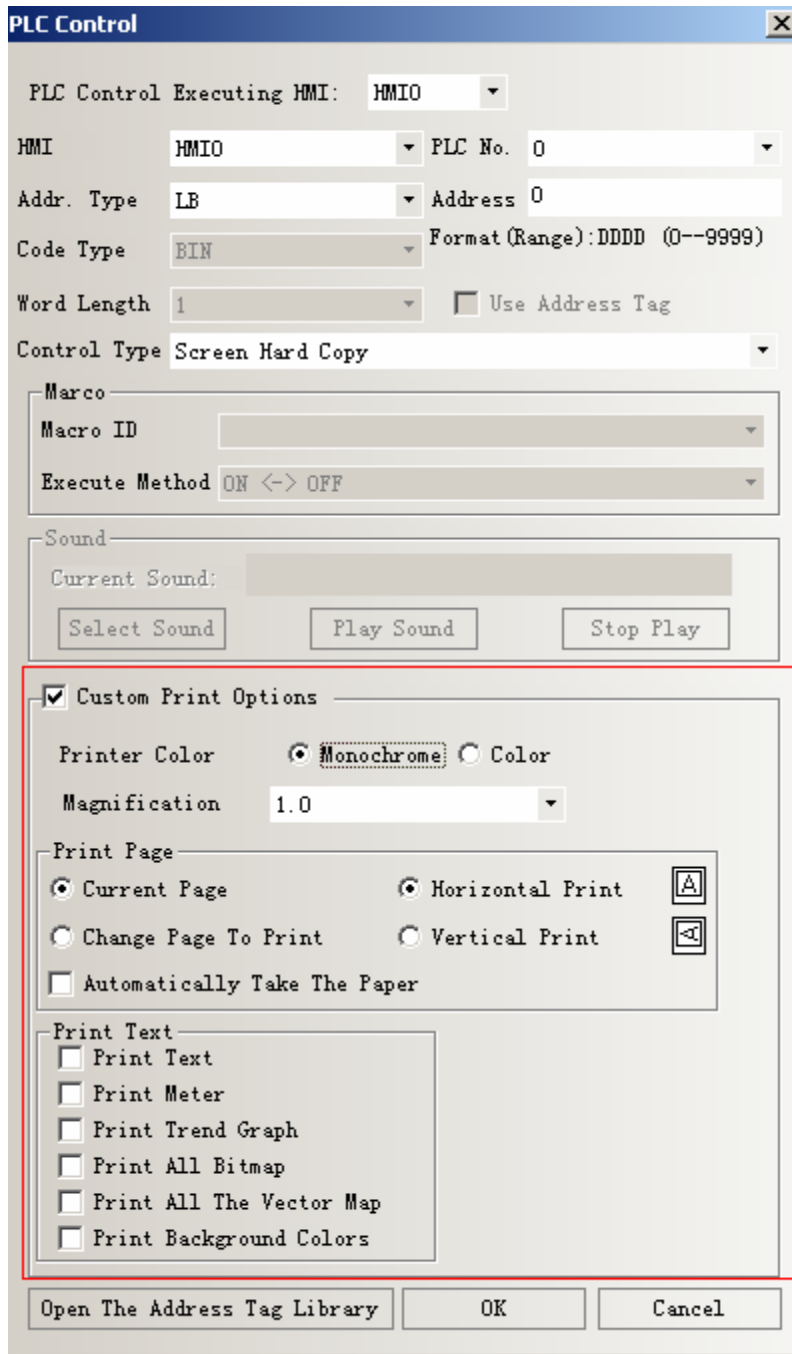 PLC Control
PLC Control Executing HMI: HMI0
HMI HMI0 PLC No. 0
Addr. Type LB Address 0
Code Type BIN Format(Range):DDDD (0--9999)
Word Length 1 Use Address Tag
Control Type Screen Hard Copy
Marco
Macro ID
Execute Method ON <-> OFF
Sound
Current Sound:
Select Sound Play Sound Stop Play
Custom Print Options
Printer Color Monochrome Color
Magnification 1.0
Print Page
Current Page Horizontal Print A
Change Page To Print Vertical Print A
Automatically Take The Paper
Print Text
Print Text
Print Meter
Print Trend Graph
Print All Bitmap
Print All The Vector Map
Print Background Colors
Open The Address Tag Library OK Cancel